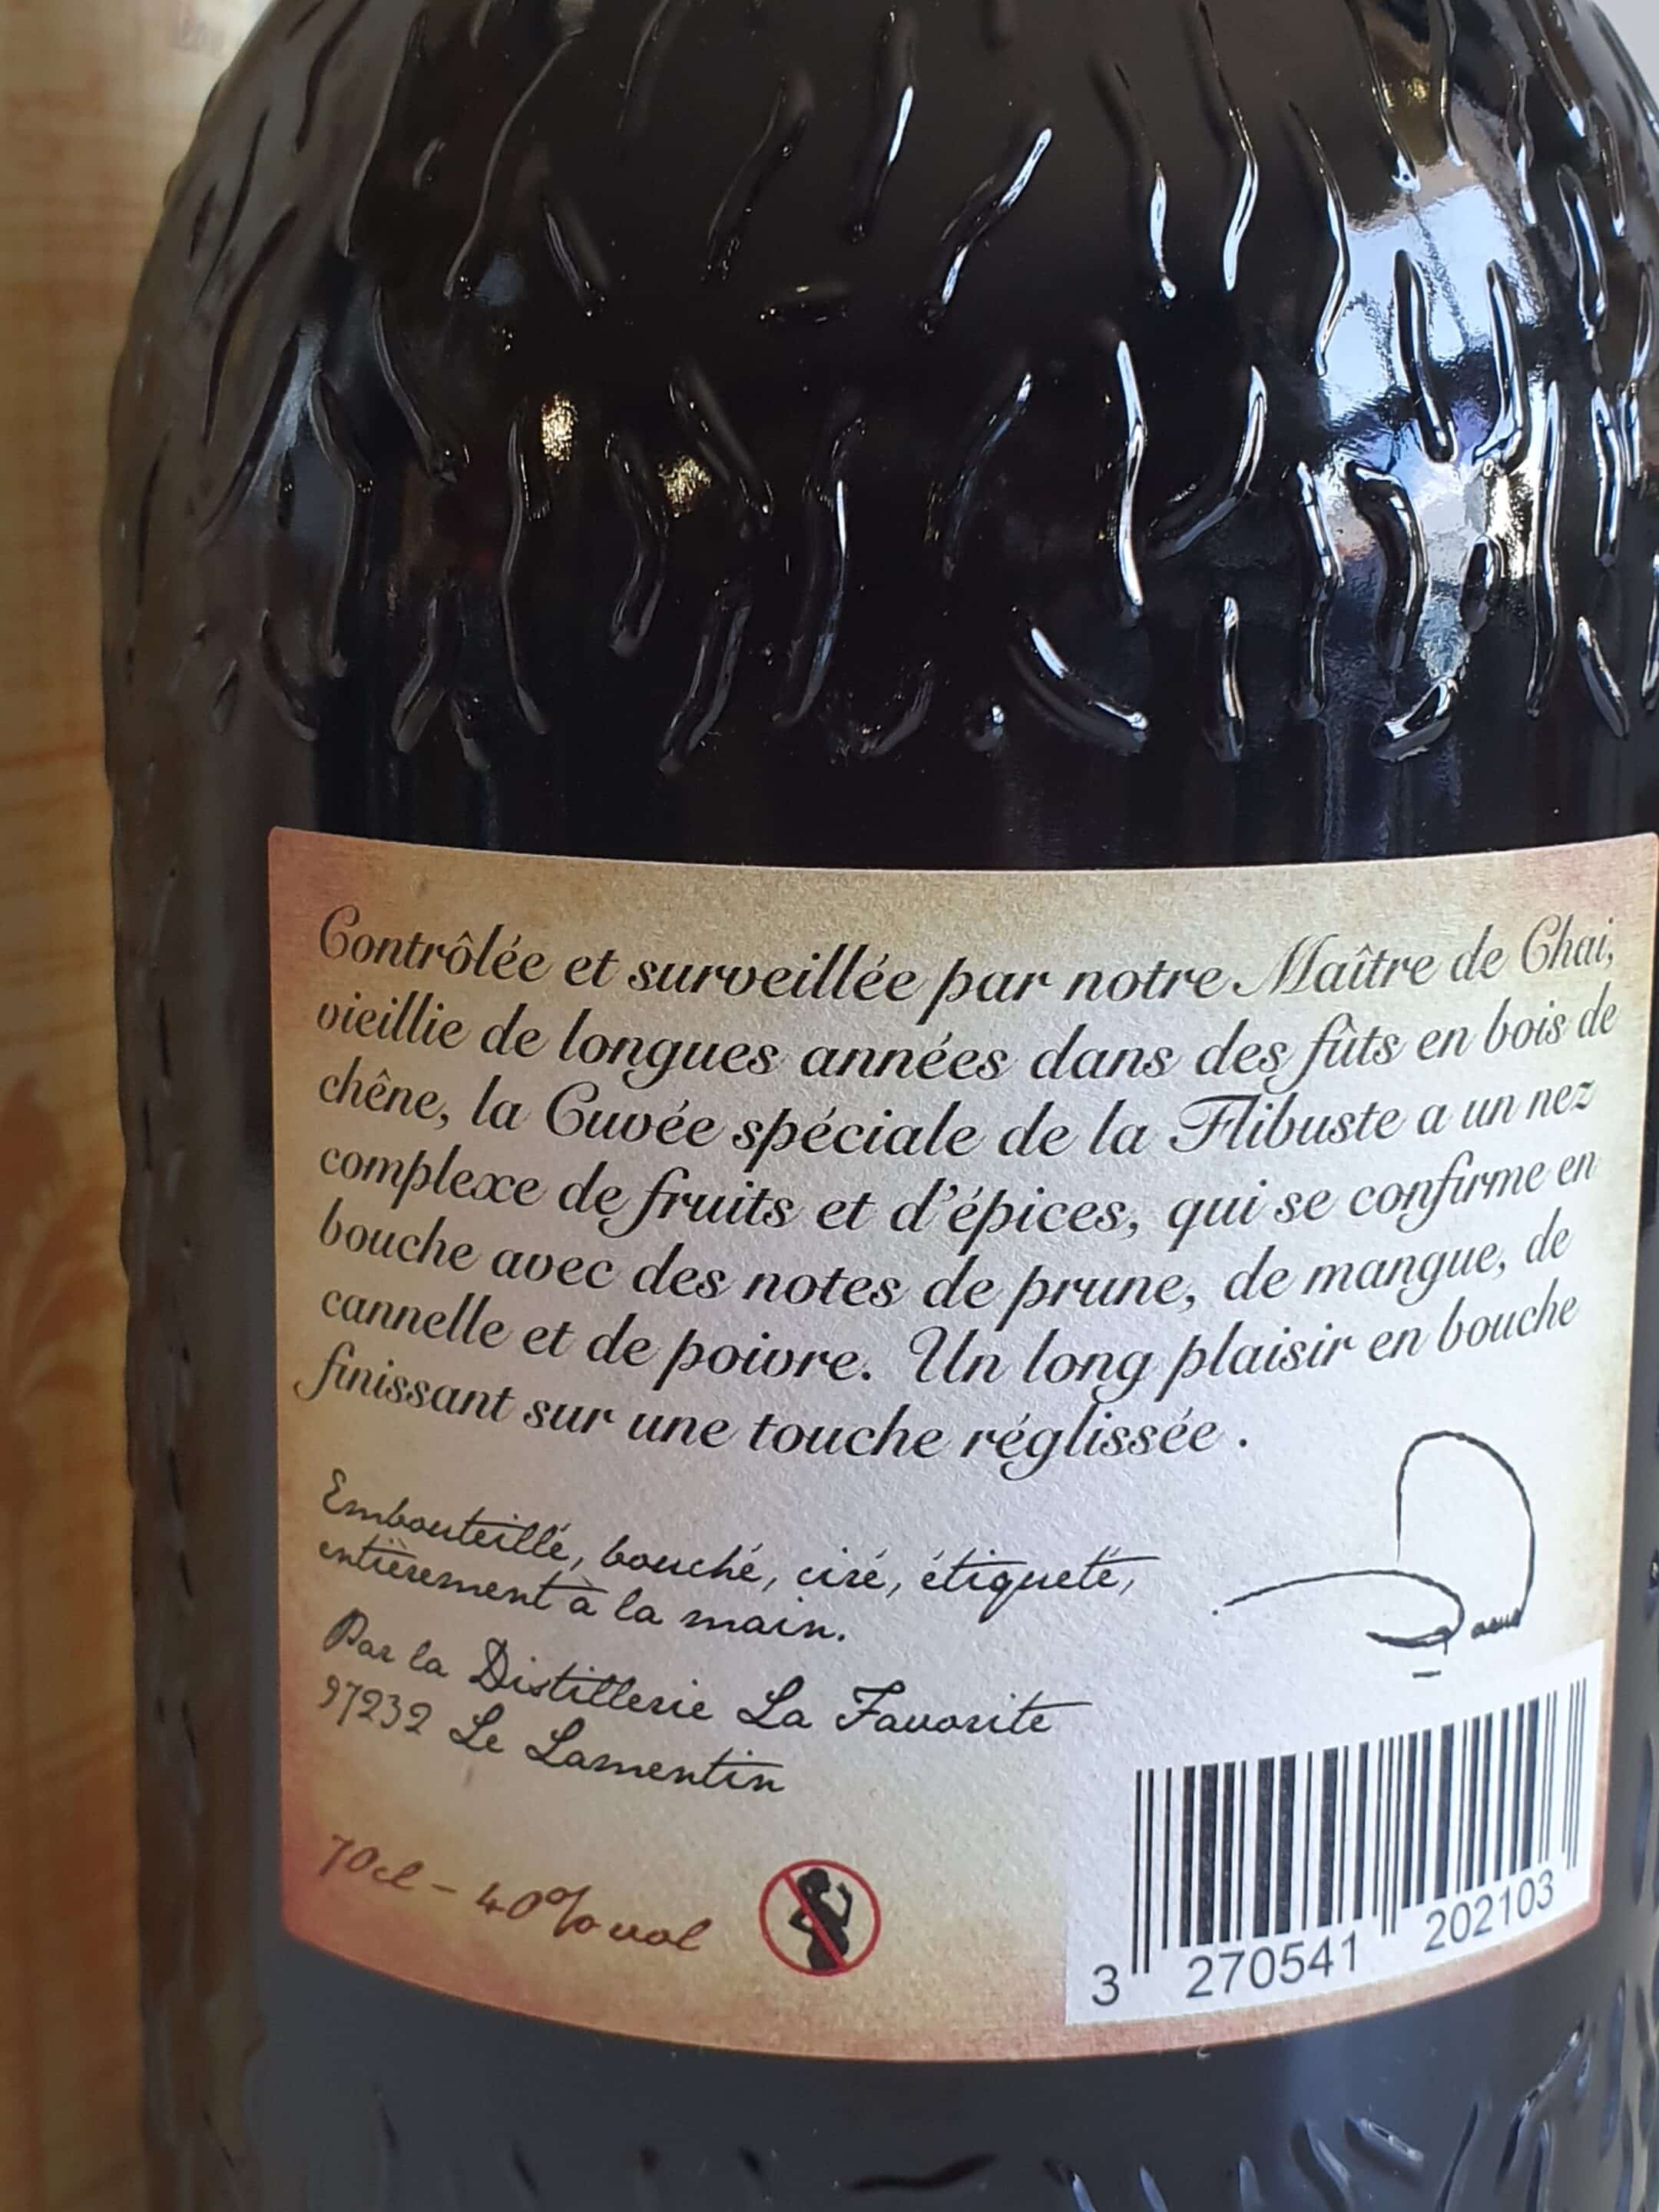 Contrôlée et surveillée par notre Maître de Chai,
vieillie de longues années dans des fûts en bois de
chêne, la Cuvée spéciale de la Flibuste a un nez
complexe de fruits et d'épices, qui se confirme en
bouche avec des notes de prune, de mangue, de
cannelle et de poivre. Un long plaisir en bouche
finissant sur une touche réglissée .
Embouteillé, bouché, ciré, étiqueté,
entièrement à la main.
Par la Distillerie La Favorite
97232 Le Lamentin
70cl - 40% vol
3 270541 202103